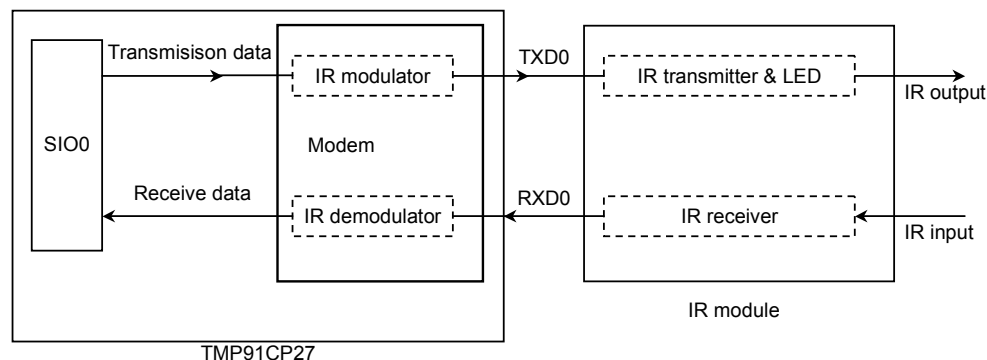 Transmisison data
TXD0
IR modulator
IR transmitter & LED
IR output
SIO0
Modem
Receive data
RXD0
IR demodulator
IR receiver
IR input
IR module
TMP91CP27